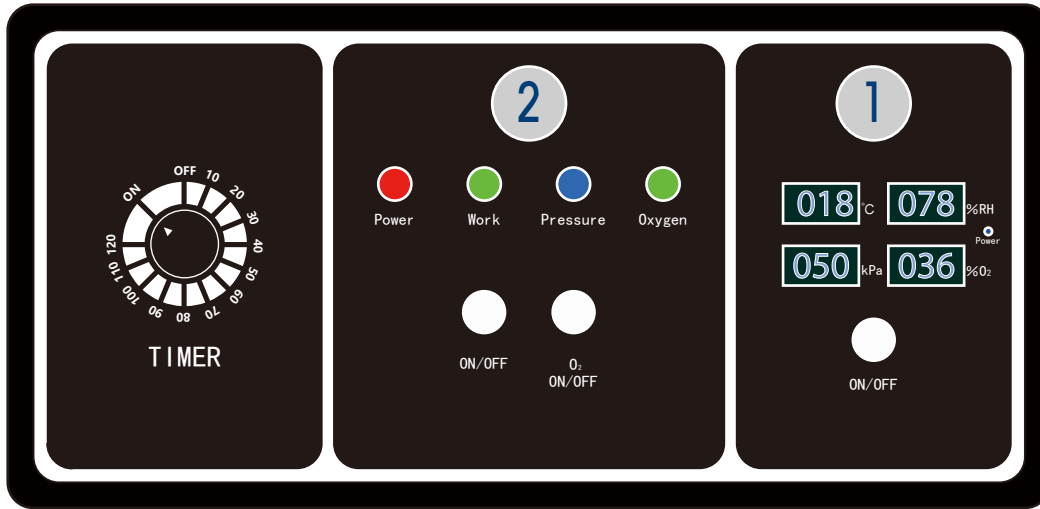 OFF
10
20
30
40
50
60
70
80
90
100
110
120
ON
TIMER
2
Power
Work
Pressure
Oxygen
ON/OFF
O₂
ON/OFF
1
018 °C 078 %RH
Power
050 kPa 036 %O₂
ON/OFF